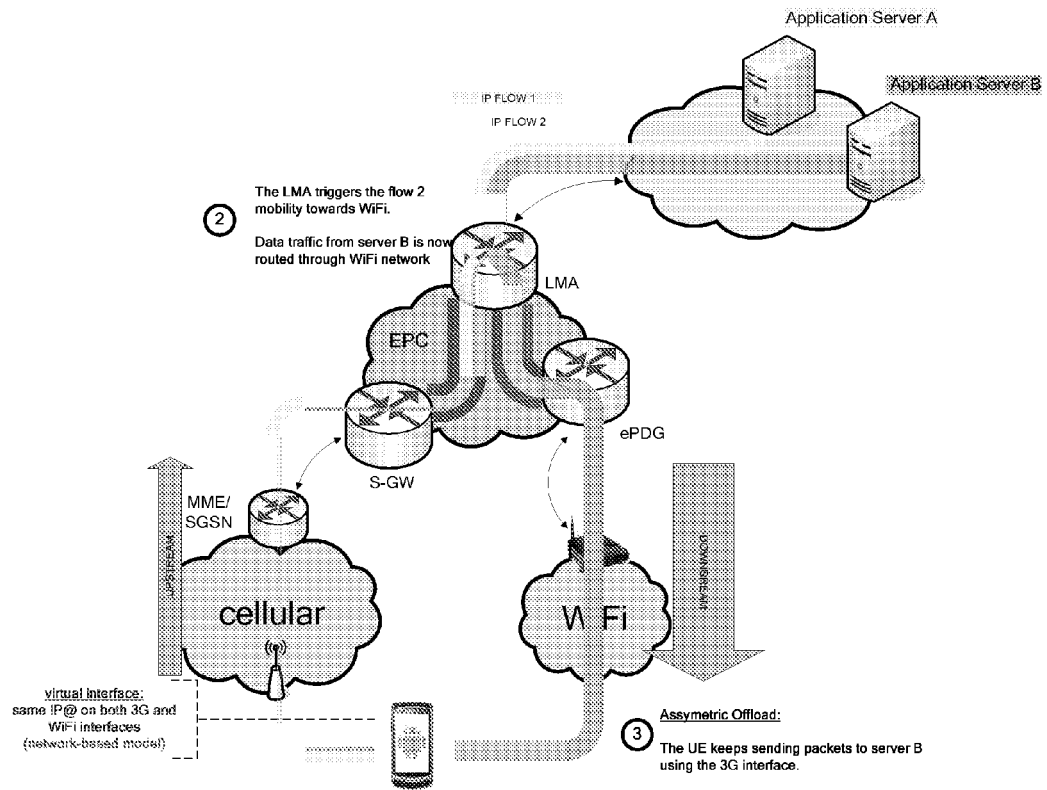 Application Server A
Application Server B
IP FLOW 1
IP FLOW 2
2
The LMA triggers the flow 2
mobility towards WiFi.
Data traffic from server B is now
routed through WiFi network
LMA
EPC
ePDG
S-GW
MME/
SGSN
UPSTREAM
DOWNSREAM
cellular
WiFi
virtual interface:
same IP@ on both 3G and
WiFi interfaces
(network-based model)
3
Assymetric Offload:
The UE keeps sending packets to server B
using the 3G interface.